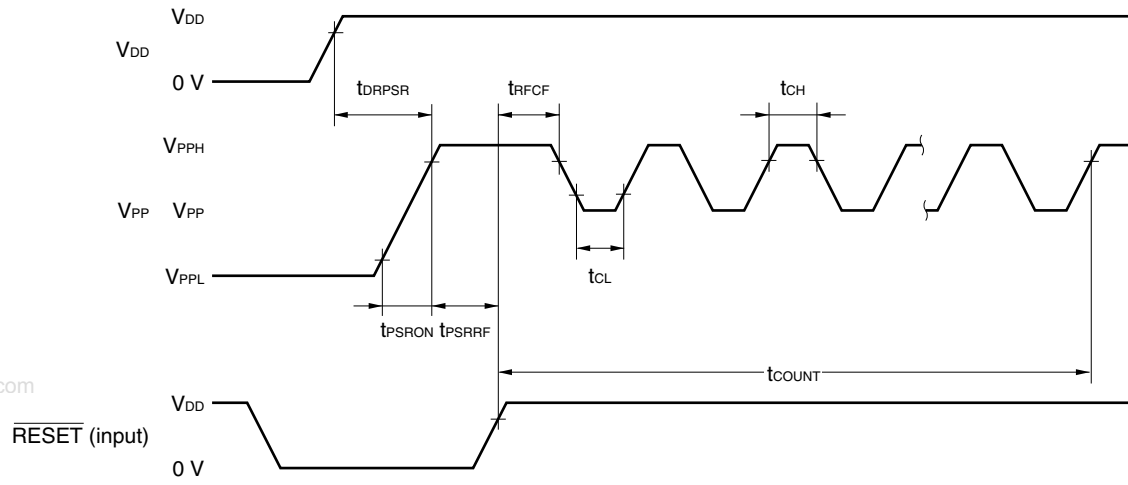 VDD
VDD
0 V
tDRPSR
tRFCF
tCH
VPPH
VPP VPP
VPPL
tCL
tPSRON tPSRRF
tCOUNT
com
VDD
RESET (input)
0 V